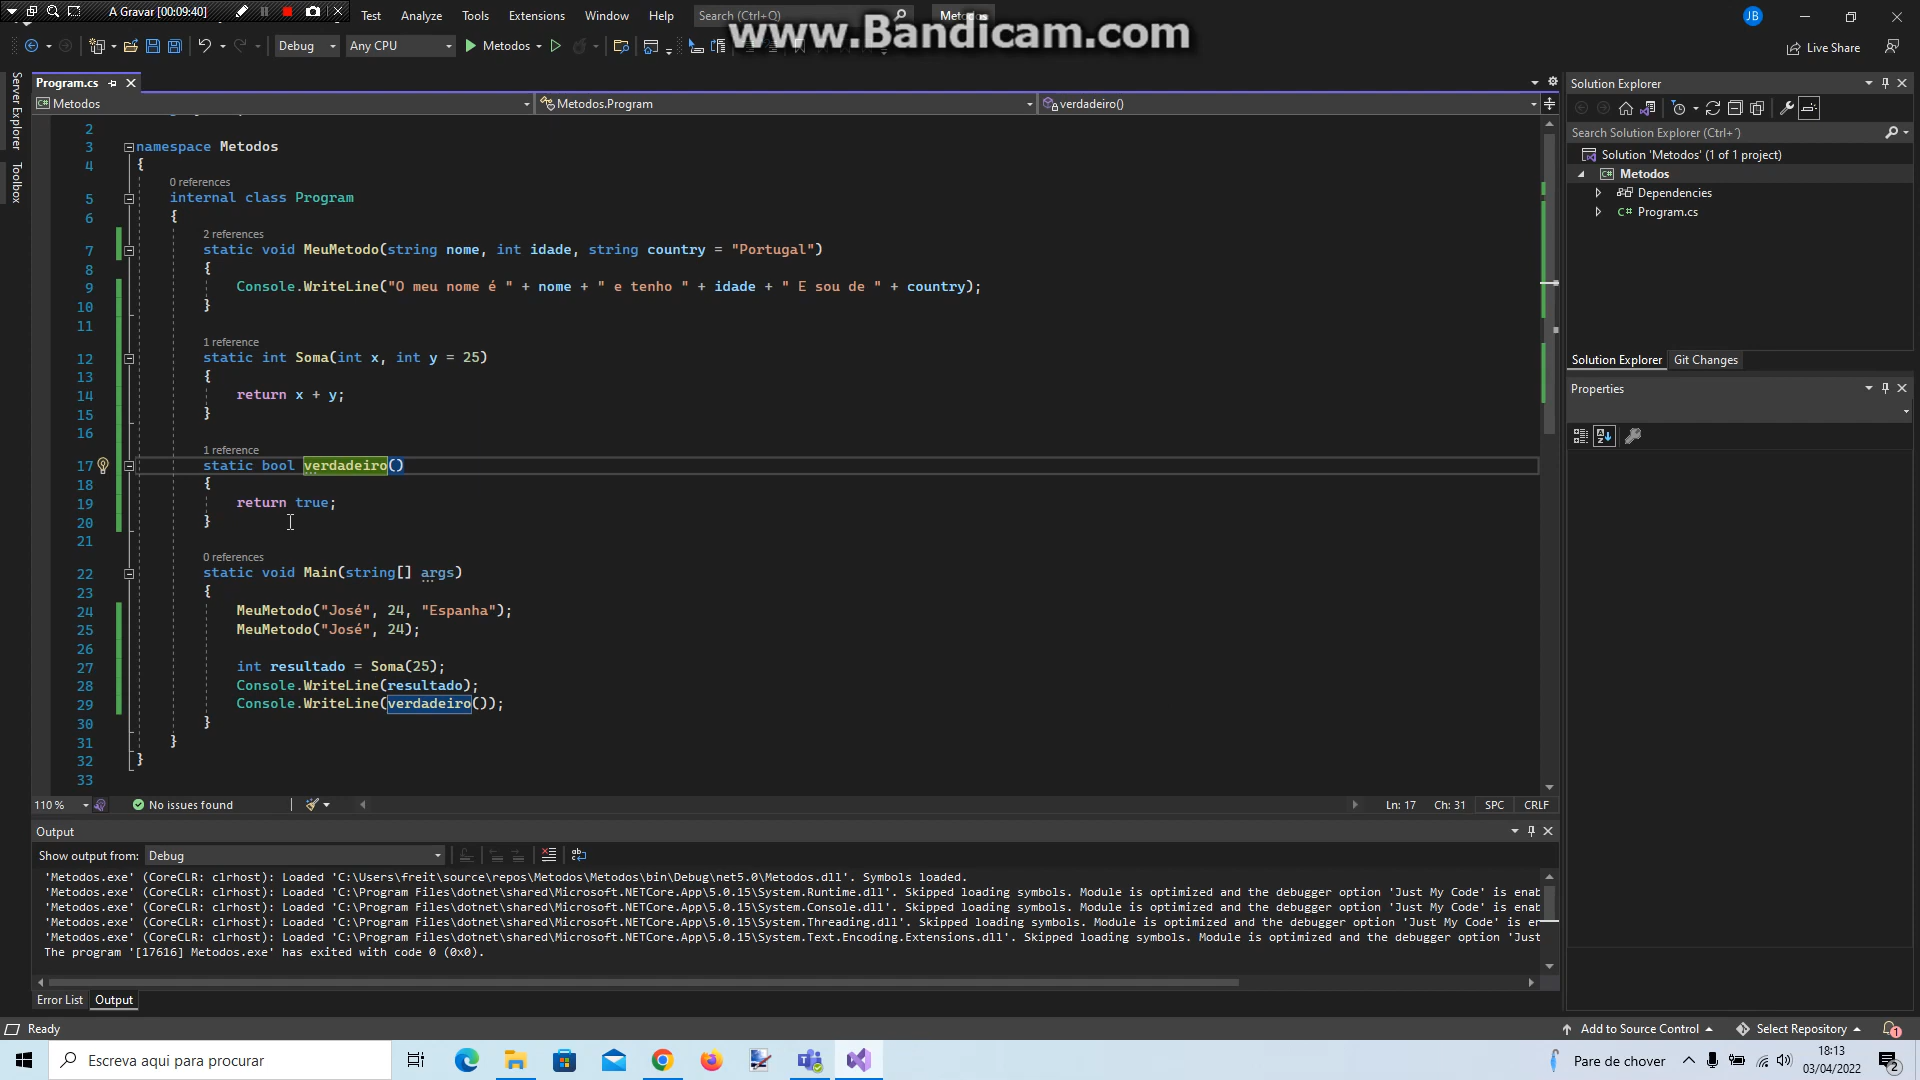 A Gravar [00:09:40]
Test Analyze Tools Extensions Window Help Search (Ctrl+Q) Metodos JB
www.Bandicam.com
Debug Any CPU Metodos Live Share
Server Explorer
Toolbox
Program.cs
Metodos Metodos.Program verdadeiro()
2
3 namespace Metodos
4 {
0 references
5 internal class Program
6 {
2 references
7 static void MeuMetodo(string nome, int idade, string country = "Portugal")
8 {
9 Console.WriteLine("O meu nome é " + nome + " e tenho " + idade + " E sou de " + country);
10 }
11
1 reference
12 static int Soma(int x, int y = 25)
13 {
14 return x + y;
15 }
16
1 reference
17 static bool verdadeiro()
18 {
19 return true;
20 }
21
0 references
22 static void Main(string[] args)
23 {
24 MeuMetodo("José", 24, "Espanha");
25 MeuMetodo("José", 24);
26
27 int resultado = Soma(25);
28 Console.WriteLine(resultado);
29 Console.WriteLine(verdadeiro());
30 }
31 }
32 }
33
110 % No issues found Ln: 17 Ch: 31 SPC CRLF
Solution Explorer
Search Solution Explorer (Ctrl+´)
Solution 'Metodos' (1 of 1 project)
Metodos
Dependencies
C# Program.cs
Solution Explorer Git Changes
Properties
Output
Show output from: Debug
'Metodos.exe' (CoreCLR: clrhost): Loaded 'C:\Users\freit\source\repos\Metodos\Metodos\bin\Debug\net5.0\Metodos.dll'. Symbols loaded.
'Metodos.exe' (CoreCLR: clrhost): Loaded 'C:\Program Files\dotnet\shared\Microsoft.NETCore.App\5.0.15\System.Runtime.dll'. Skipped loading symbols. Module is optimized and the debugger option 'Just My Code' is enab
'Metodos.exe' (CoreCLR: clrhost): Loaded 'C:\Program Files\dotnet\shared\Microsoft.NETCore.App\5.0.15\System.Console.dll'. Skipped loading symbols. Module is optimized and the debugger option 'Just My Code' is enab
'Metodos.exe' (CoreCLR: clrhost): Loaded 'C:\Program Files\dotnet\shared\Microsoft.NETCore.App\5.0.15\System.Threading.dll'. Skipped loading symbols. Module is optimized and the debugger option 'Just My Code' is en
'Metodos.exe' (CoreCLR: clrhost): Loaded 'C:\Program Files\dotnet\shared\Microsoft.NETCore.App\5.0.15\System.Text.Encoding.Extensions.dll'. Skipped loading symbols. Module is optimized and the debugger option 'Just
The program '[17616] Metodos.exe' has exited with code 0 (0x0).
Error List Output
Ready Add to Source Control Select Repository 1
Escreva aqui para procurar Pare de chover 18:13
03/04/2022 2